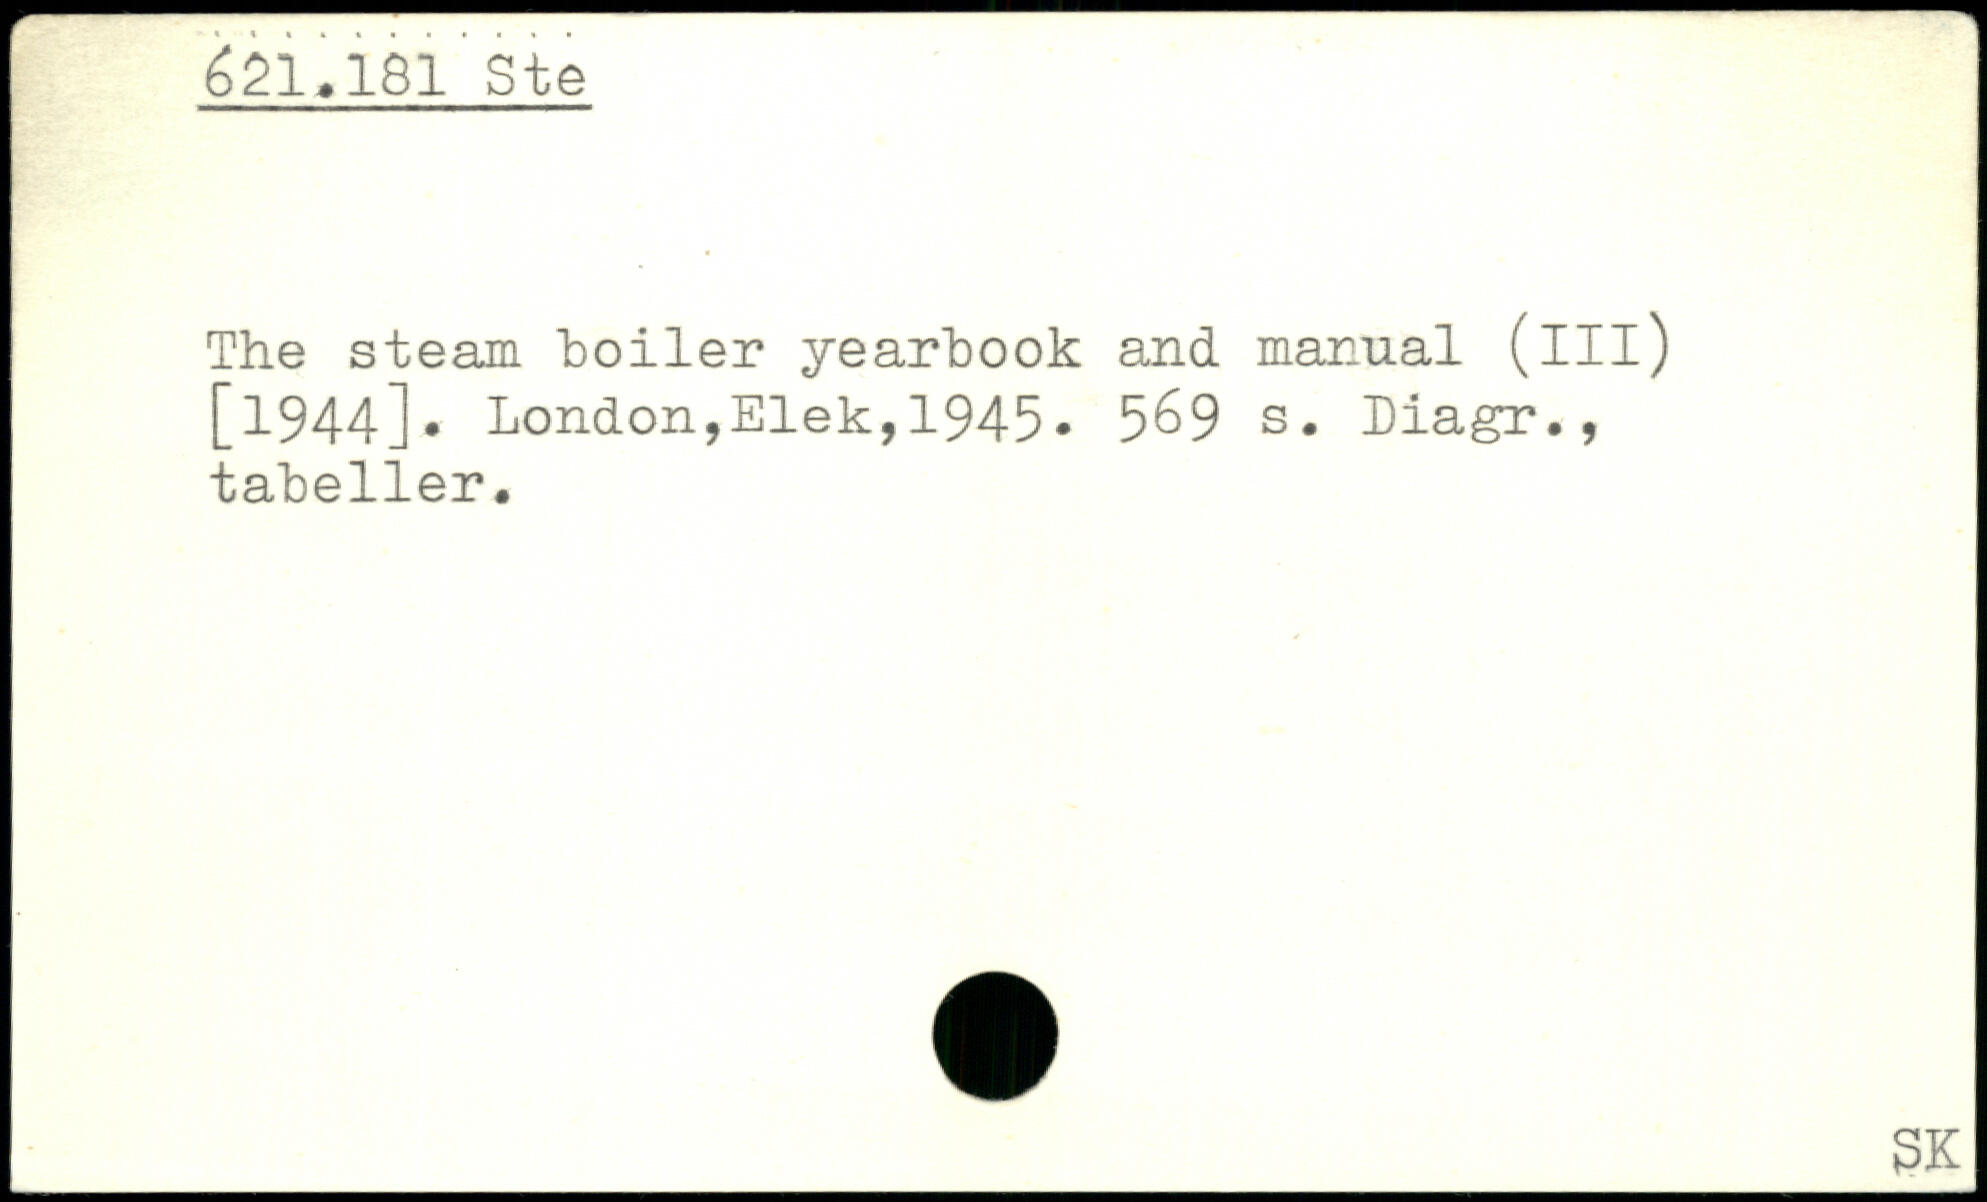 621.181 Ste
The steam boiler yearbook and manual (III)
[1944]. London,Elek,1945. 569 s. Diagr.,
tabeller.
SK